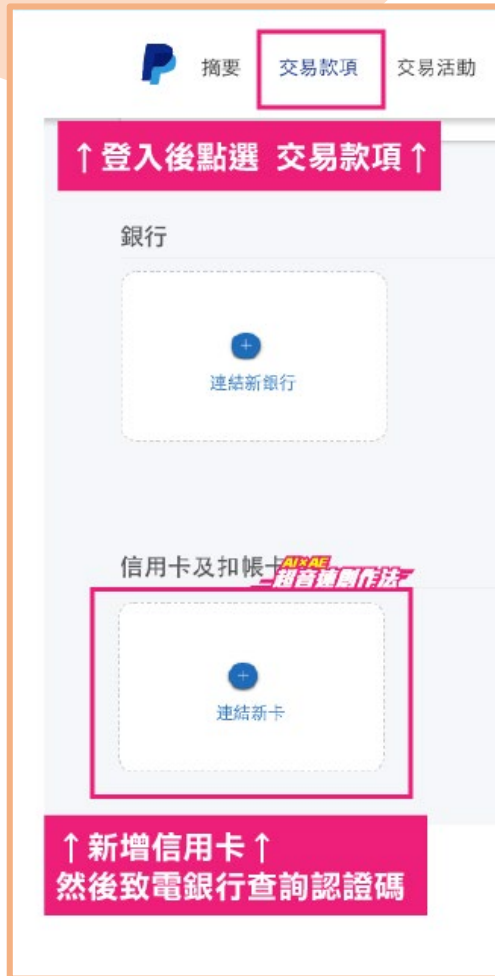 摘要 交易款項 交易活動
↑登入後點選 交易款項↑
銀行
連結新銀行
信用卡及扣帳卡
AI×AE
超音速創作法
連結新卡
↑新增信用卡↑
然後致電銀行查詢認證碼